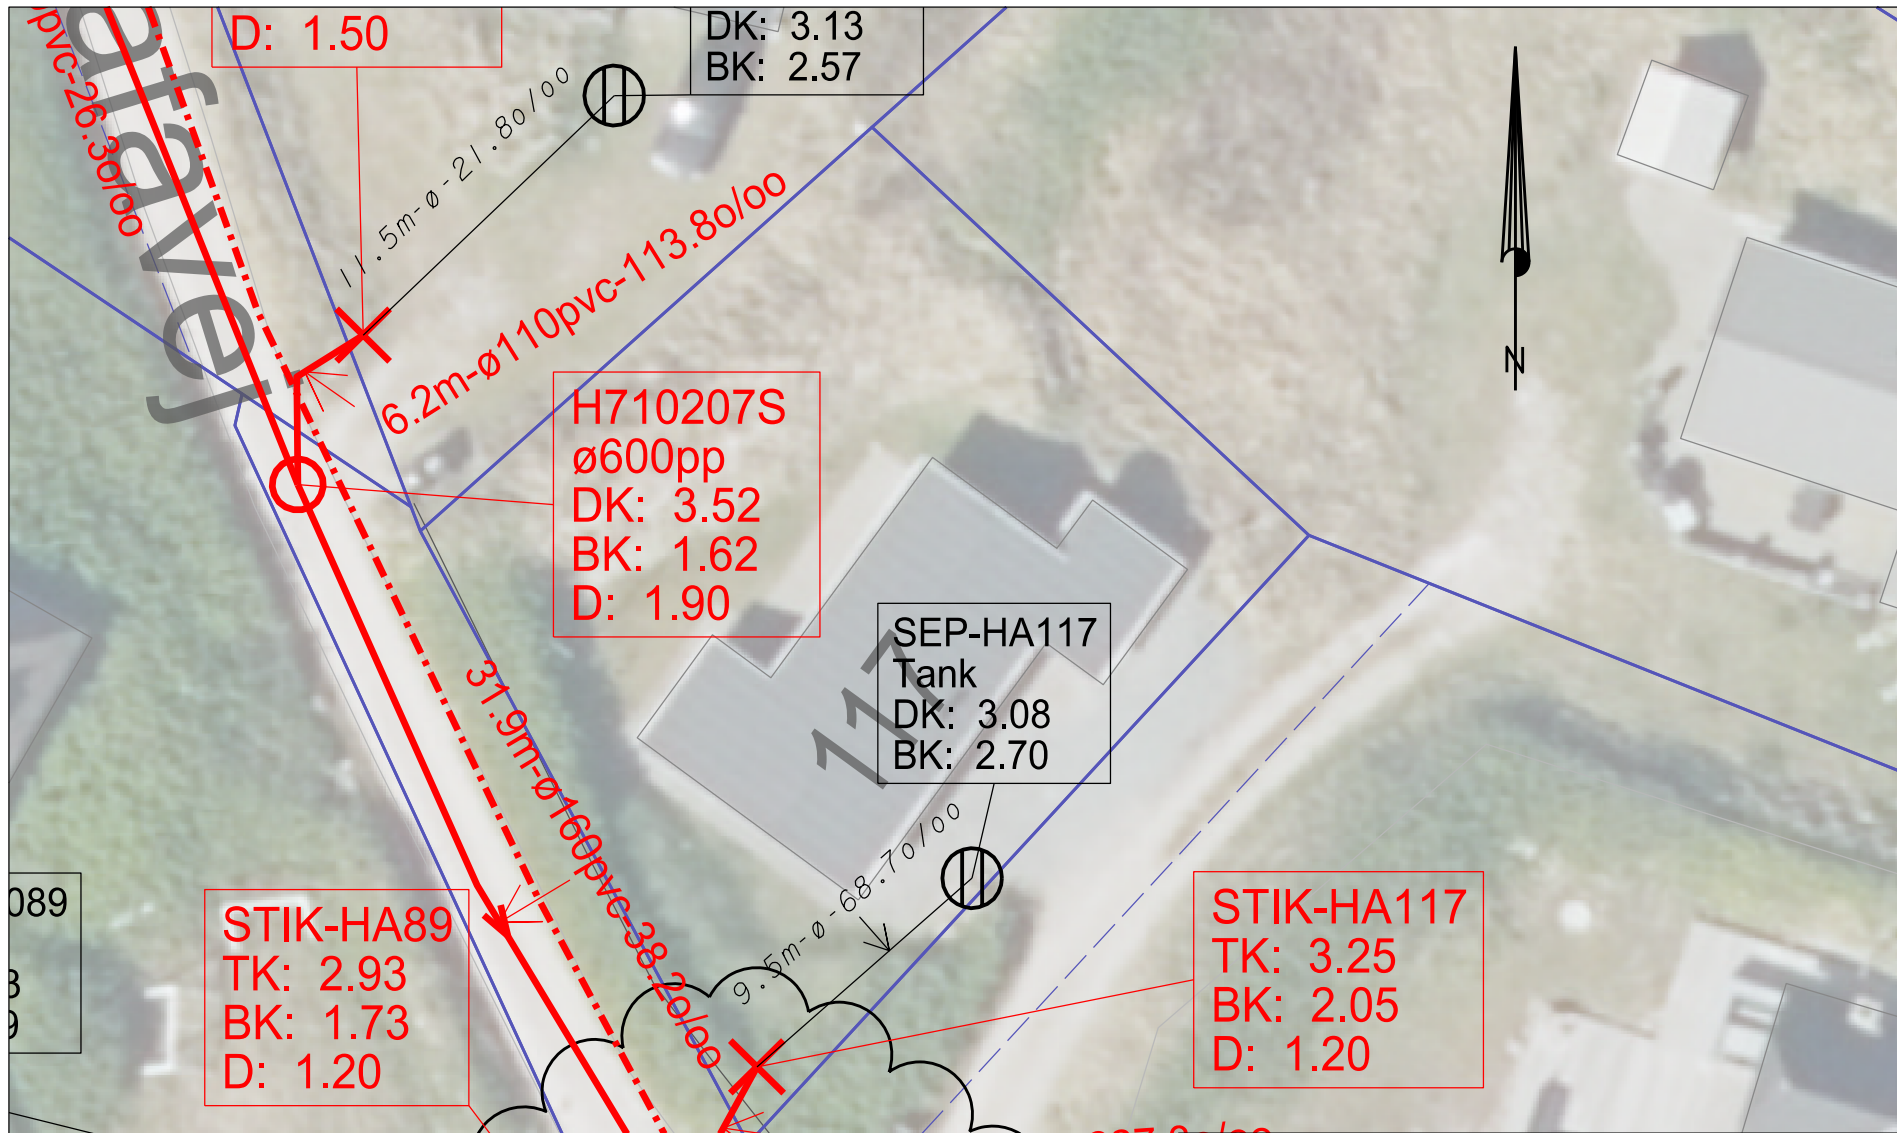 D: 1.50
DK: 3.13
BK: 2.57
pvc-26.3o/oo
afavej
11.5m-ø-21.8o/oo
6.2m-ø110pvc-113.8o/oo
N
H710207S
ø600pp
DK: 3.52
BK: 1.62
D: 1.90
SEP-HA117
Tank
DK: 3.08
BK: 2.70
117
31.9m-ø160pvc-38.2o/oo
9.5m-ø-68.7o/oo
089
3
9
STIK-HA89
TK: 2.93
BK: 1.73
D: 1.20
STIK-HA117
TK: 3.25
BK: 2.05
D: 1.20